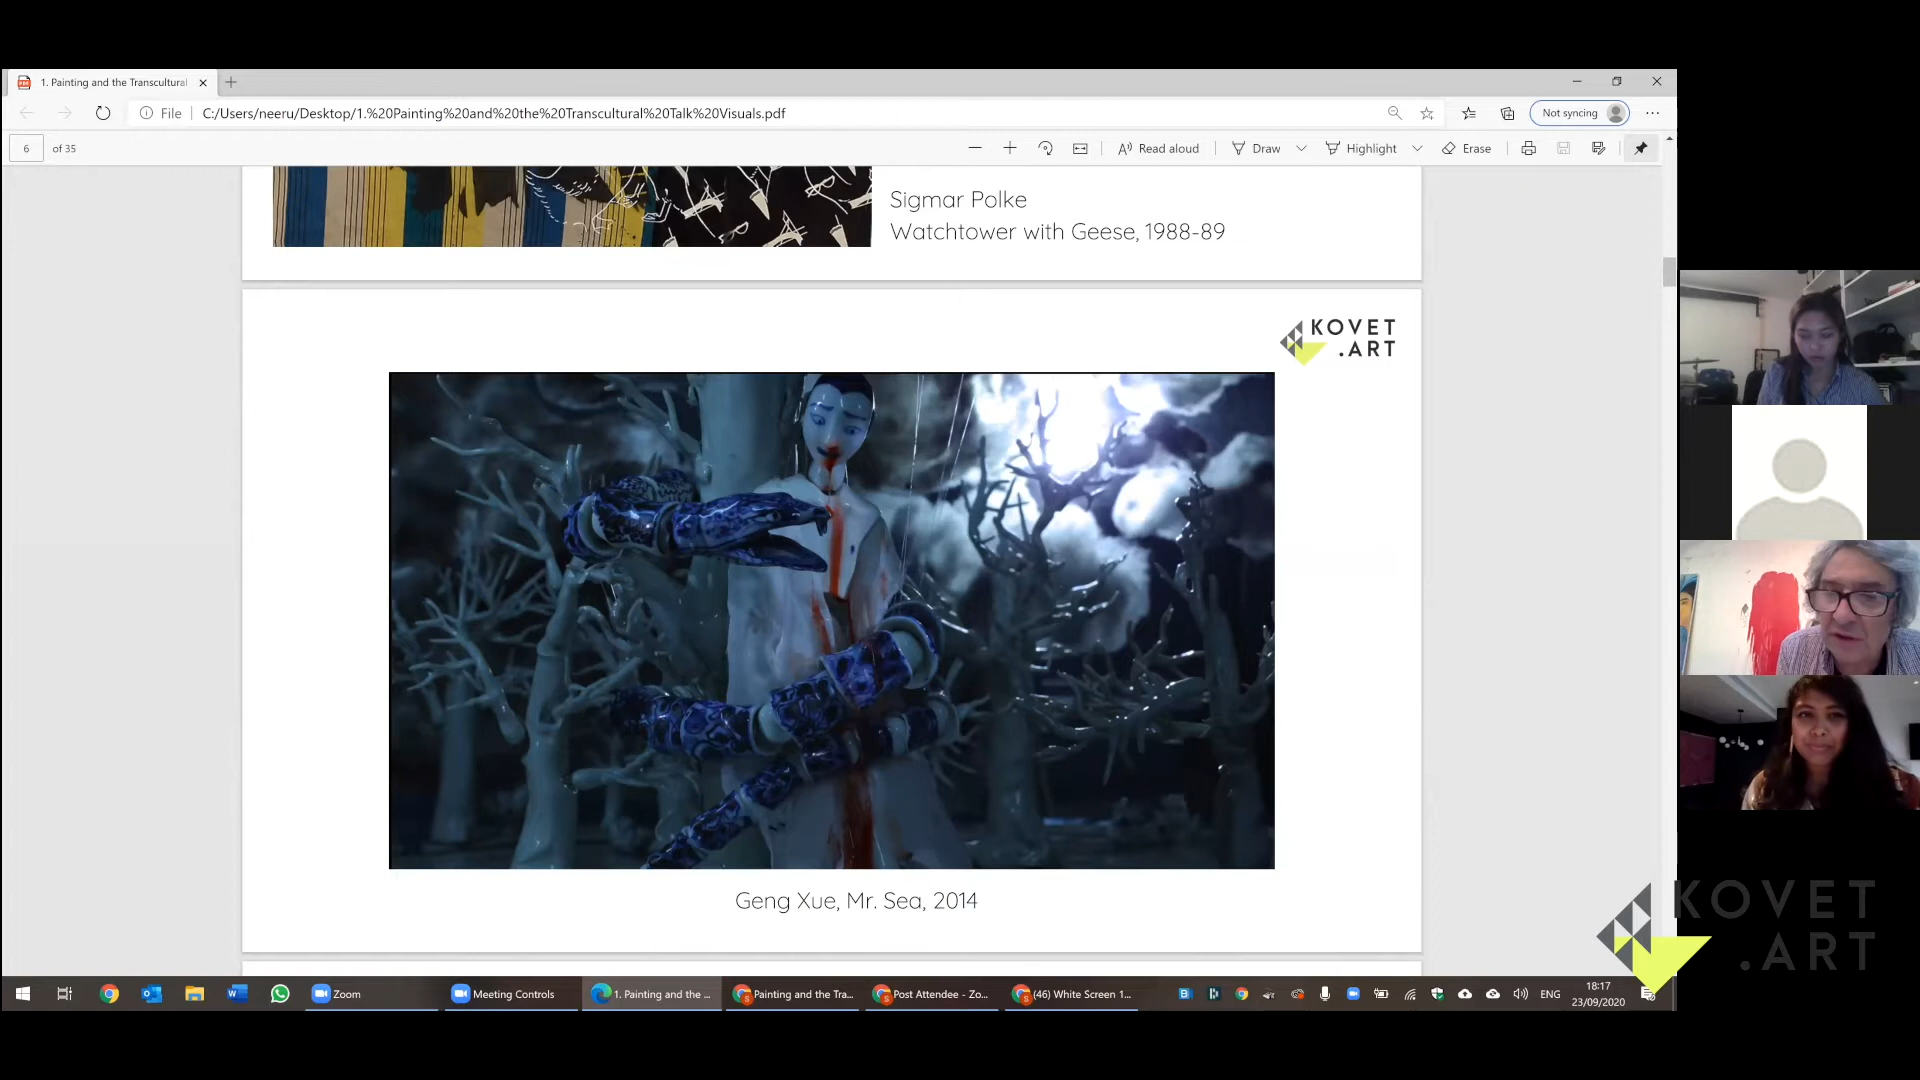 1. Painting and the Transcultural
File
C:/Users/neeru/Desktop/1.%20Painting%20and%20the%20Transcultural%20Talk%20Visuals.pdf
Not syncing
6 of 35
Read aloud
Draw
Highlight
Erase
Sigmar Polke
Watchtower with Geese, 1988-89
KOVET
.ART
Geng Xue, Mr. Sea, 2014
KOVET
.ART
Zoom
Meeting Controls
1. Painting and the ...
Painting and the Tra...
Post Attendee - Zo...
(46) White Screen 1...
ENG
18:17
23/09/2020